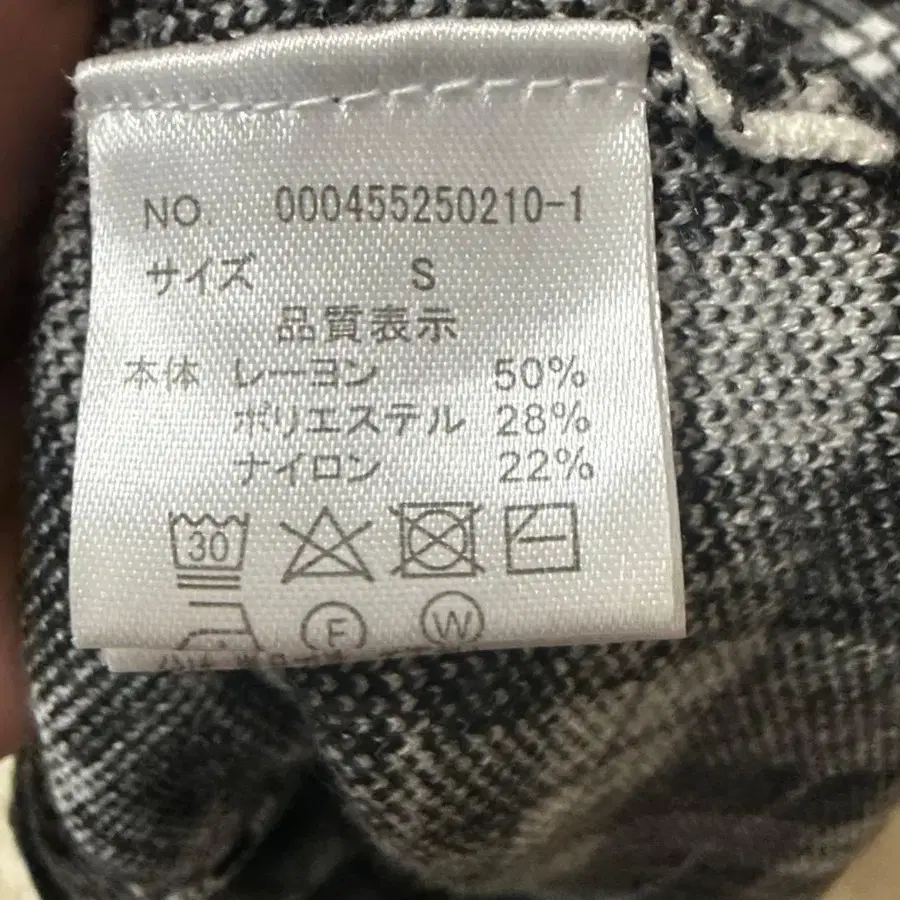 NO. 000455250210-1
サイズ S
品質表示
本体 レーヨン 50%
ポリエステル 28%
ナイロン 22%
30
F W